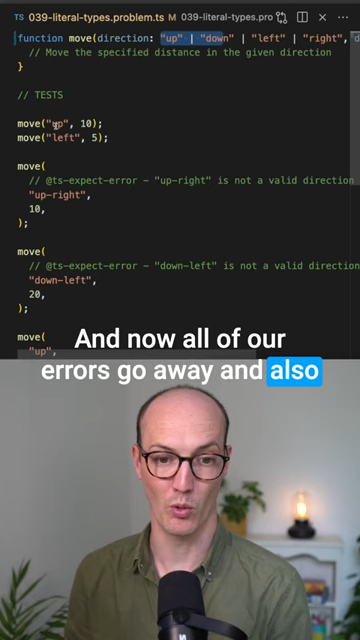 039-literal-types.problem.ts M 039-literal-types.pro
function move(direction: "up" | "down" | "left" | "right",
// Move the specified distance in the given direction
}
// TESTS
move("up", 10);
move("left", 5);
move(
// @ts-expect-error - "up-right" is not a valid direction
"up-right",
10,
);
move(
// @ts-expect-error - "down-left" is not a valid direction
"down-left",
20,
);
move(
"up",
And now all of our
errors go away and also